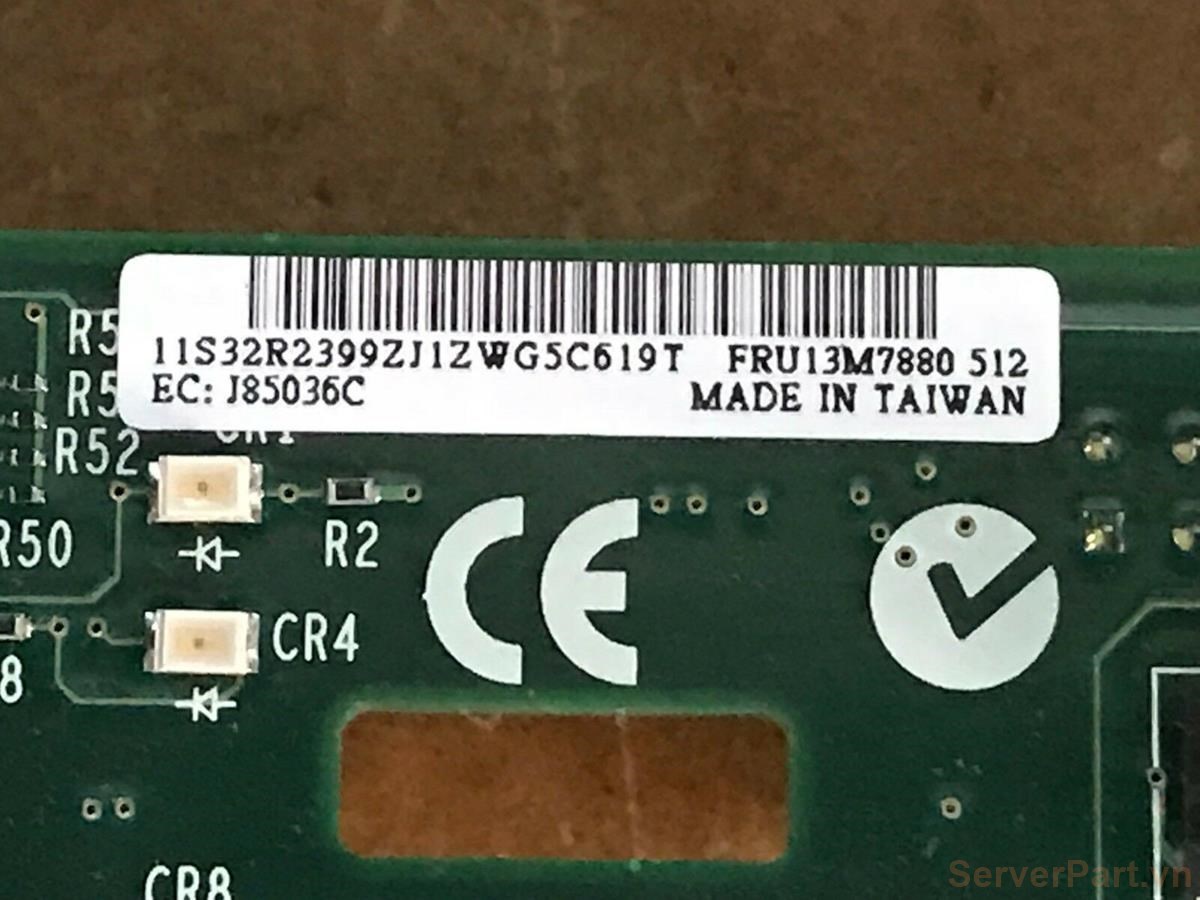 11S32R2399ZJ1ZWG5C619T FRU13M7880 512
EC: J85036C MADE IN TAIWAN
R5
R5
R52
R50
R2
CE
CR4
8
CR8
ServerPart.vn